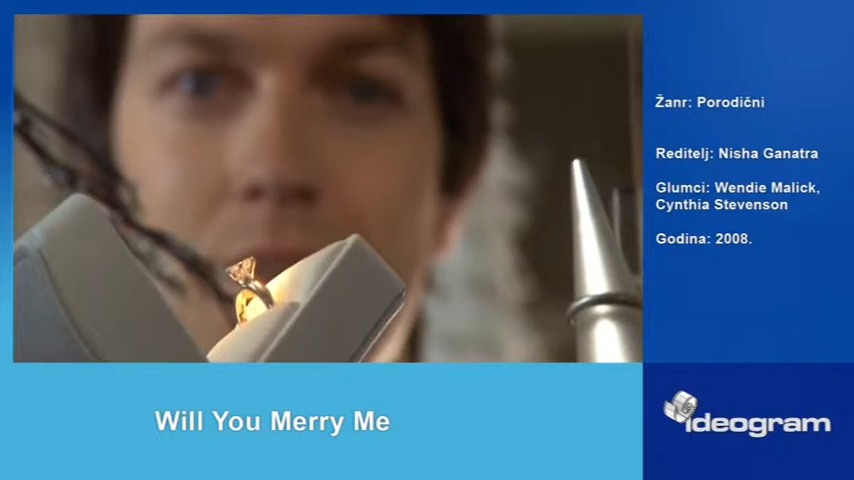 Žanr: Porodični
Reditelj: Nisha Ganatra
Glumci: Wendie Malick,
Cynthia Stevenson
Godina: 2008.
Will You Merry Me
ideogram